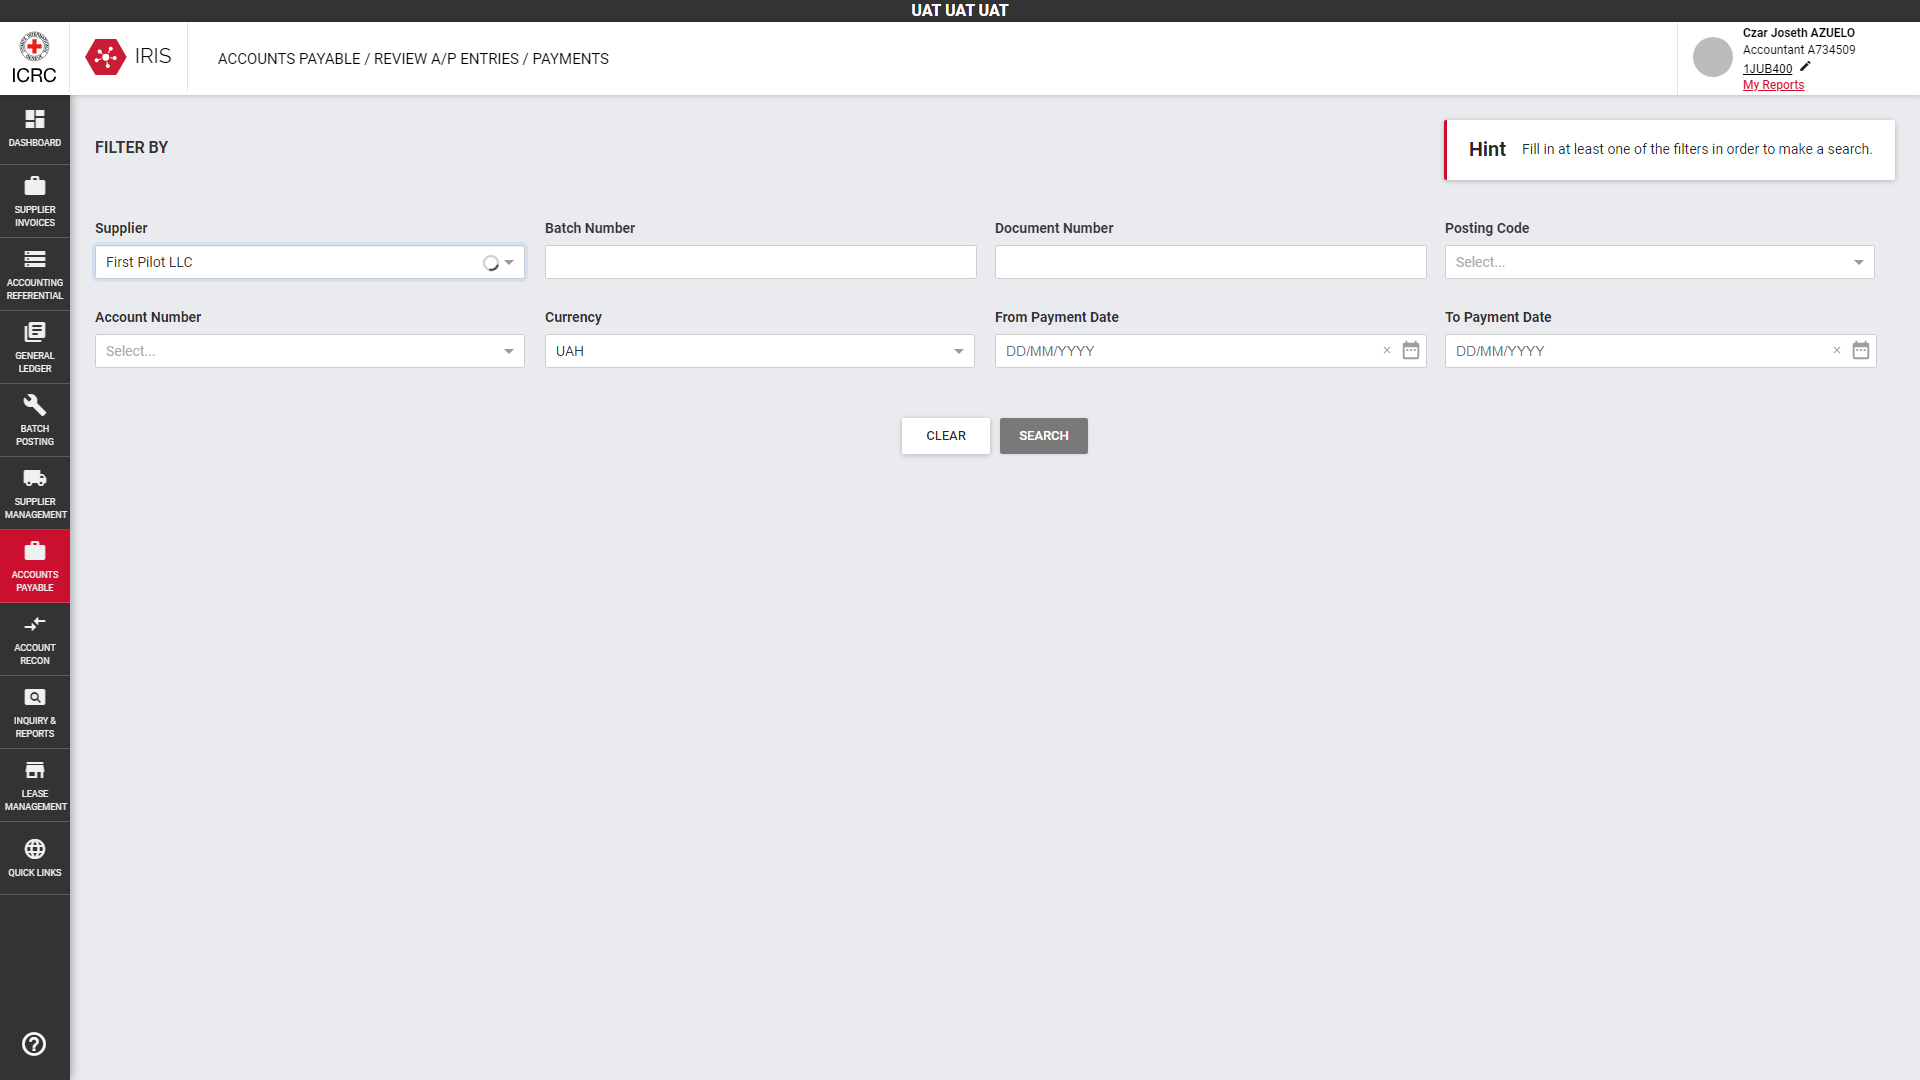 UAT UAT UAT
ICRC
IRIS
ACCOUNTS PAYABLE / REVIEW A/P ENTRIES / PAYMENTS
Czar Joseth AZUELO
Accountant A734509
1JUB400
My Reports
DASHBOARD
SUPPLIER
INVOICES
ACCOUNTING
REFERENTIAL
GENERAL
LEDGER
BATCH
POSTING
SUPPLIER
MANAGEMENT
ACCOUNTS
PAYABLE
ACCOUNT
RECON
INQUIRY &
REPORTS
LEASE
MANAGEMENT
QUICK LINKS
FILTER BY
Hint Fill in at least one of the filters in order to make a search.
Supplier
First Pilot LLC
Batch Number
Document Number
Posting Code
Select...
Account Number
Select...
Currency
UAH
From Payment Date
DD/MM/YYYY
To Payment Date
DD/MM/YYYY
CLEAR
SEARCH